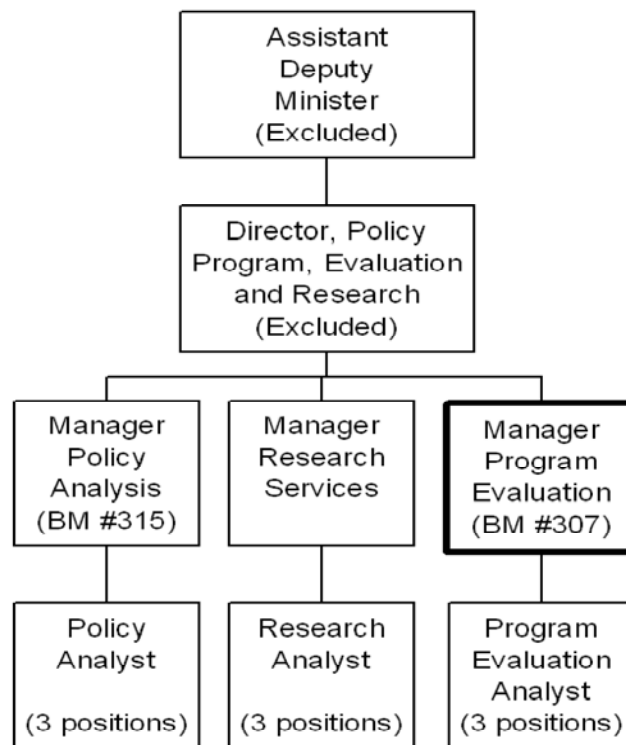 Assistant
Deputy
Minister
(Excluded)
Director, Policy
Program, Evaluation
and Research
(Excluded)
Manager
Policy
Analysis
(BM #315)
Manager
Research
Services
Manager
Program
Evaluation
(BM #307)
Policy
Analyst
(3 positions)
Research
Analyst
(3 positions)
Program
Evaluation
Analyst
(3 positions)